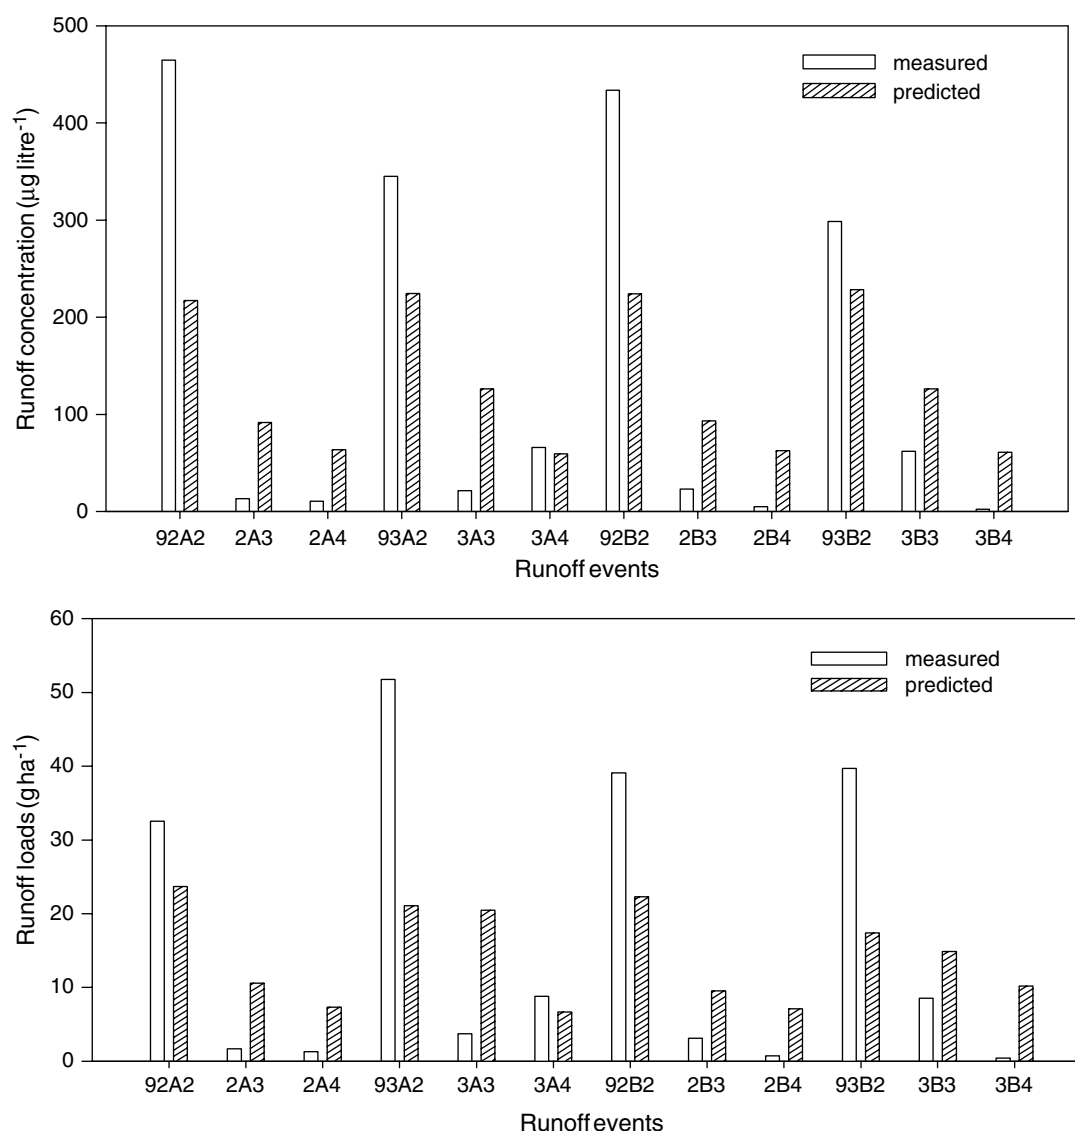 500
400
300
200
100
0
Runoff concentration (µg litre-1)
measured
predicted
92A2 2A3 2A4 93A2 3A3 3A4 92B2 2B3 2B4 93B2 3B3 3B4
Runoff events
60
50
40
30
20
10
0
Runoff loads (g ha-1)
measured
predicted
92A2 2A3 2A4 93A2 3A3 3A4 92B2 2B3 2B4 93B2 3B3 3B4
Runoff events